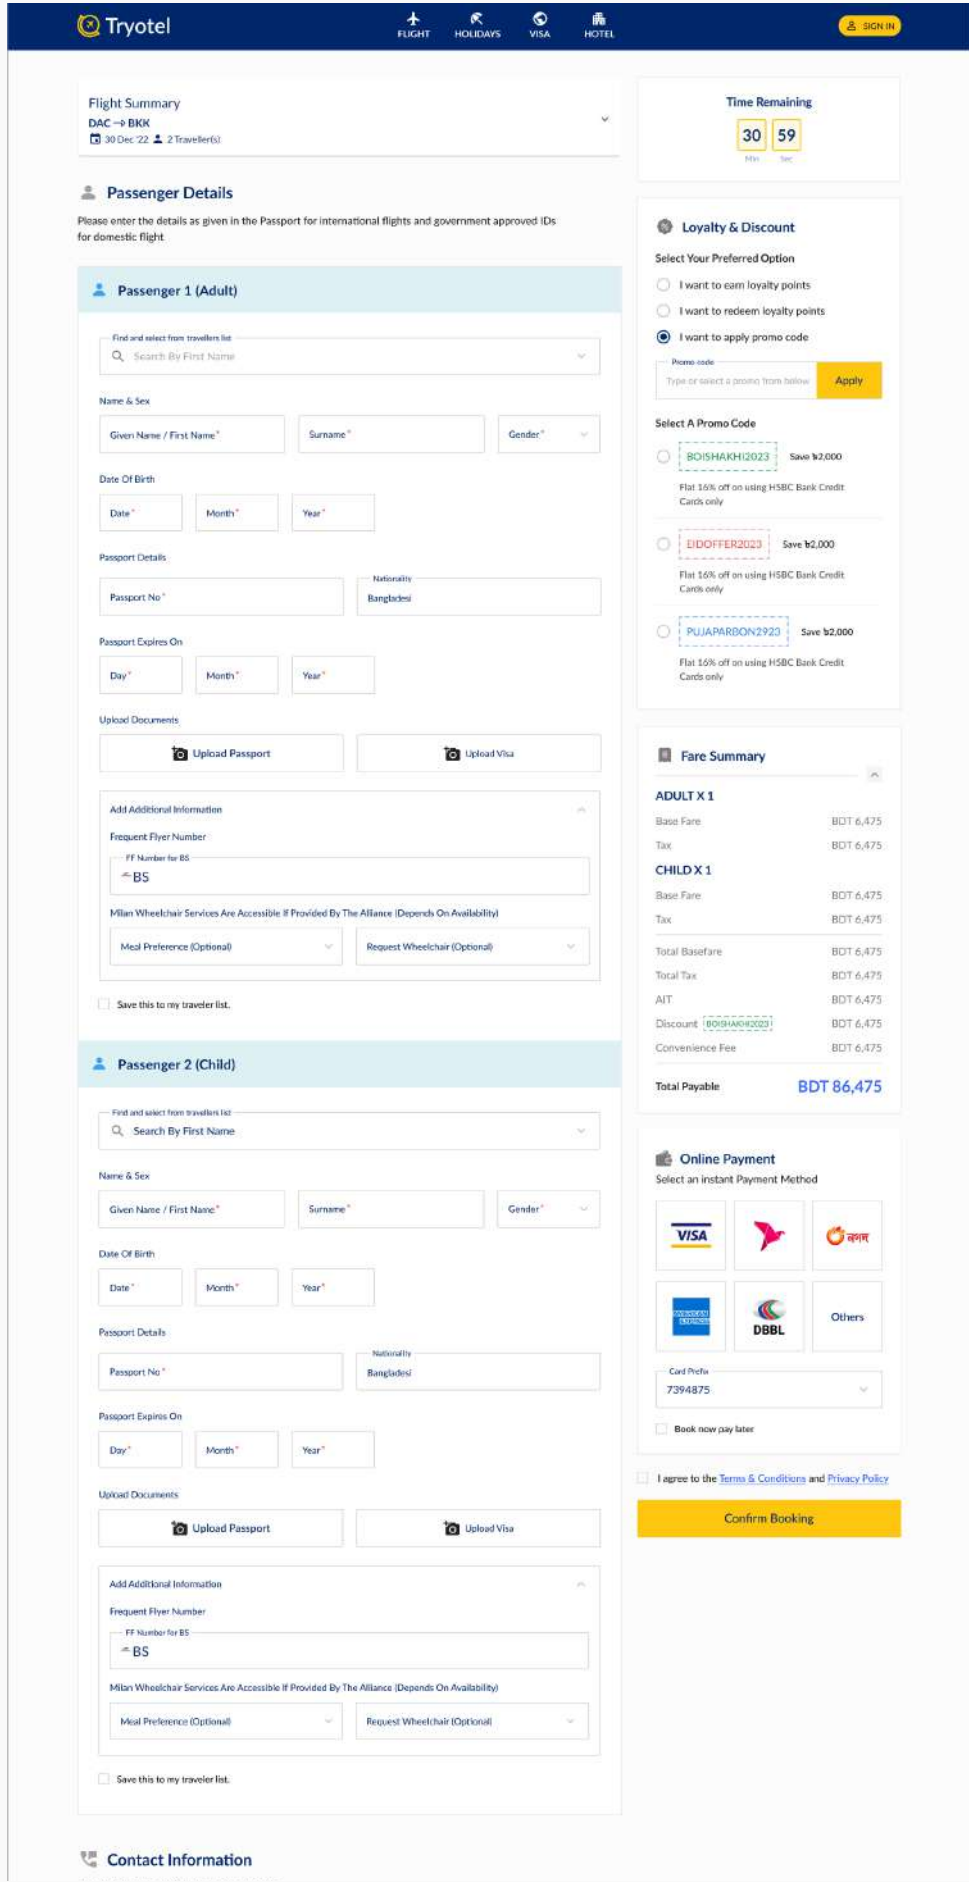 Tryotel
FLIGHT
HOLIDAYS
VISA
HOTEL
SIGN IN
Flight Summary
DAC → BKK
30 Dec '22 2 Traveller(s)
Passenger Details
Please enter the details as given in the Passport for international flights and government approved IDs
for domestic flight
Passenger 1 (Adult)
Find and select from travellers list
Search By First Name
Name & Sex
Given Name / First Name*
Surname*
Gender*
Date Of Birth
Date*
Month*
Year*
Passport Details
Passport No*
Nationality
Bangladesi
Passport Expires On
Day*
Month*
Year*
Upload Documents
Upload Passport
Upload Visa
Add Additional Information
Frequent Flyer Number
FF Number for BS
BS
Milan Wheelchair Services Are Accessible If Provided By The Alliance (Depends On Availability)
Meal Preference (Optional)
Request Wheelchair (Optional)
Save this to my traveler list.
Passenger 2 (Child)
Find and select from travellers list
Search By First Name
Name & Sex
Given Name / First Name*
Surname*
Gender*
Date Of Birth
Date*
Month*
Year*
Passport Details
Passport No*
Nationality
Bangladesi
Passport Expires On
Day*
Month*
Year*
Upload Documents
Upload Passport
Upload Visa
Add Additional Information
Frequent Flyer Number
FF Number for BS
BS
Milan Wheelchair Services Are Accessible If Provided By The Alliance (Depends On Availability)
Meal Preference (Optional)
Request Wheelchair (Optional)
Save this to my traveler list.
Contact Information
Time Remaining
30 59
Min Sec
Loyalty & Discount
Select Your Preferred Option
I want to earn loyalty points
I want to redeem loyalty points
I want to apply promo code
Promo code
Type or select a promo from below
Apply
Select A Promo Code
BOISHAKHI2023 Save ৳2,000
Flat 16% off on using HSBC Bank Credit
Cards only
EIDOFFER2023 Save ৳2,000
Flat 16% off on using HSBC Bank Credit
Cards only
PUJAPARBON2923 Save ৳2,000
Flat 16% off on using HSBC Bank Credit
Cards only
Fare Summary
ADULT X 1
Base Fare BDT 6,475
Tax BDT 6,475
CHILD X 1
Base Fare BDT 6,475
Tax BDT 6,475
Total Basefare BDT 6,475
Total Tax BDT 6,475
AIT BDT 6,475
Discount BOISHAKHI2023 BDT 6,475
Convenience Fee BDT 6,475
Total Payable BDT 86,475
Online Payment
Select an instant Payment Method
VISA
নগদ
AMERICAN
EXPRESS
DBBL
Others
Card Prefix
7394875
Book now pay later
I agree to the Terms & Conditions and Privacy Policy
Confirm Booking